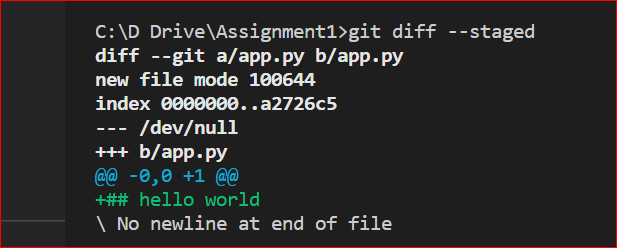 C:\D Drive\Assignment1>git diff --staged
diff --git a/app.py b/app.py
new file mode 100644
index 0000000..a2726c5
--- /dev/null
+++ b/app.py
@@ -0,0 +1 @@
+## hello world
\ No newline at end of file